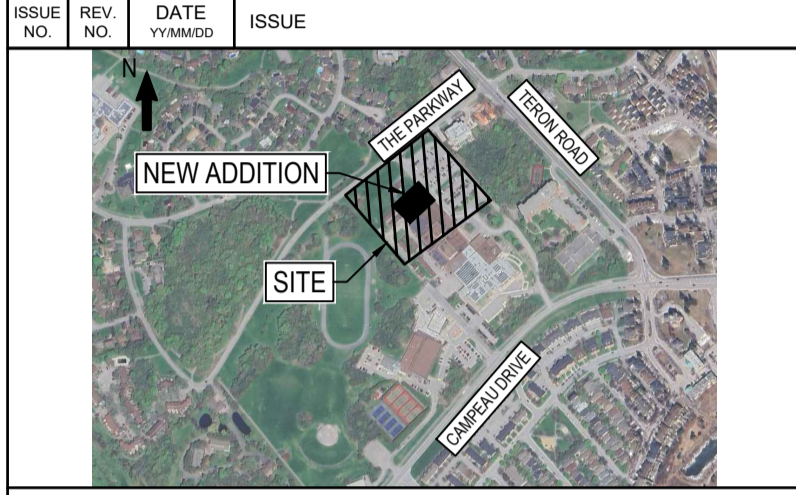 ISSUE NO.
REV. NO.
DATE YY/MM/DD
ISSUE
N
THE PARKWAY
TERON ROAD
NEW ADDITION
SITE
CAMPEAU DRIVE